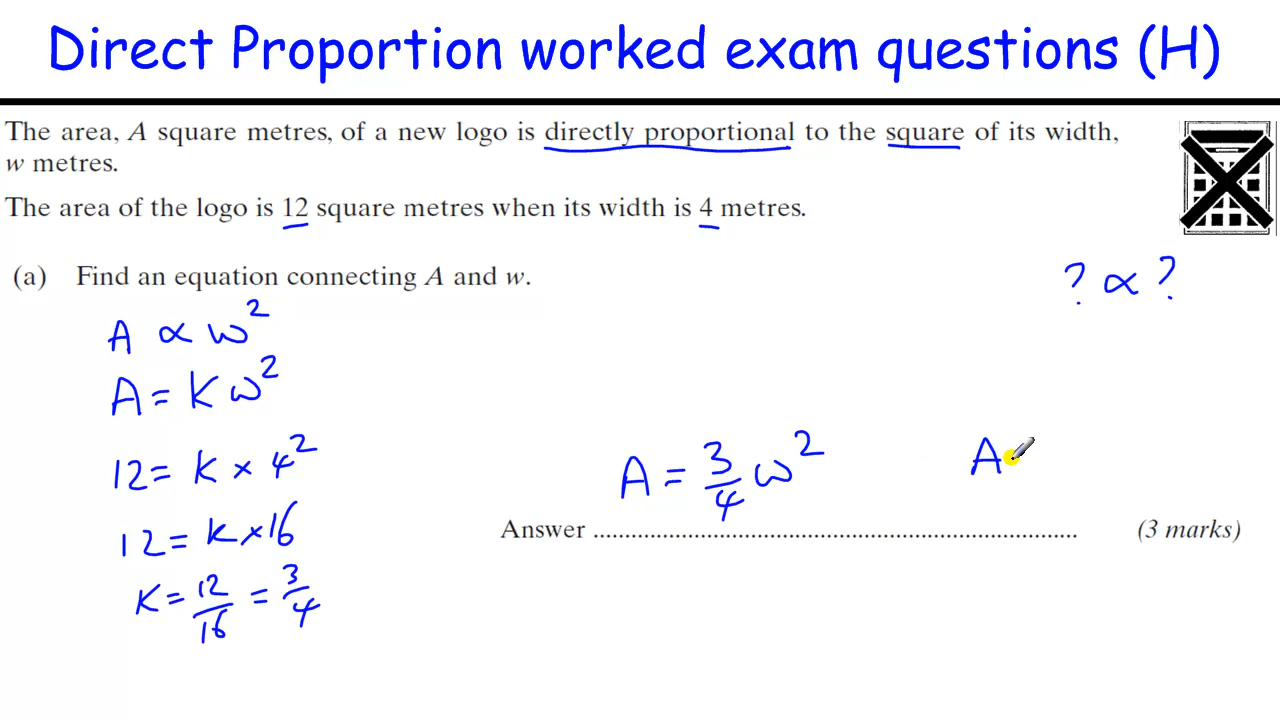 Direct Proportion worked exam questions (H)
The area, A square metres, of a new logo is directly proportional to the square of its width,
w metres.
The area of the logo is 12 square metres when its width is 4 metres.
(a) Find an equation connecting A and w.
? ∝ ?
A ∝ w²
A = K w²
12 = K × 4²
12 = K × 16
K = 12/16 = 3/4
A = 3/4 w²
A
Answer ............................................................................. (3 marks)